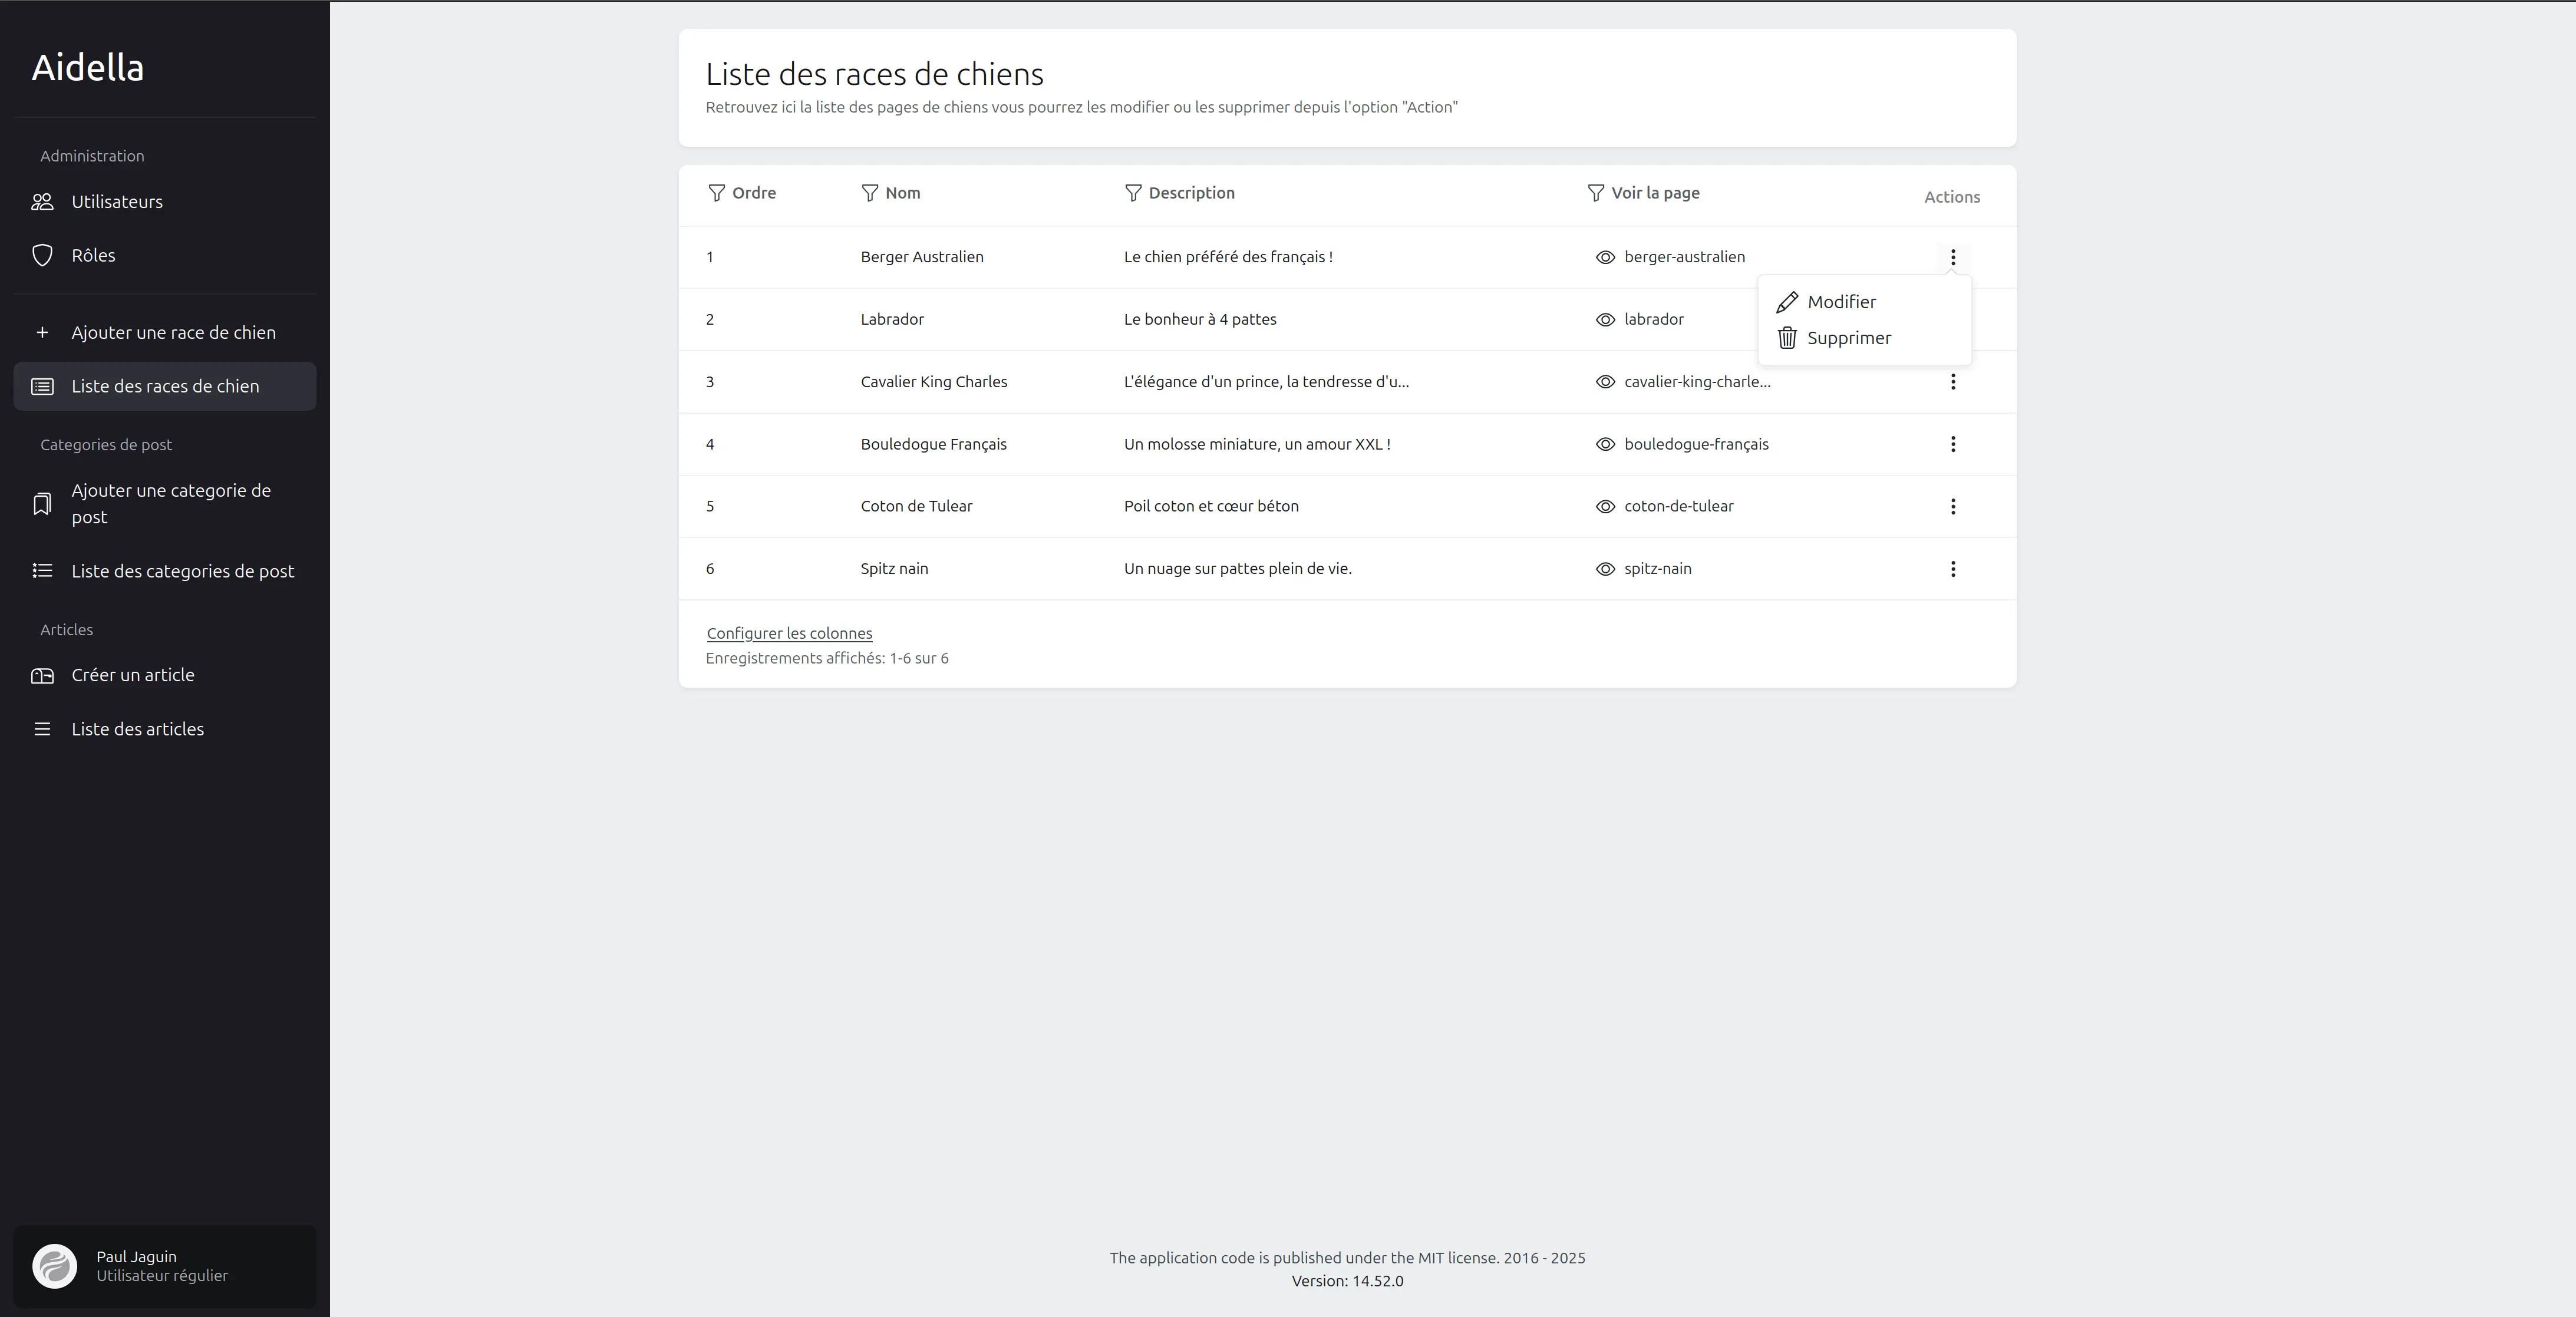 Aidella
Administration
Utilisateurs
Rôles
Ajouter une race de chien
Liste des races de chien
Categories de post
Ajouter une categorie de
post
Liste des categories de post
Articles
Créer un article
Liste des articles
Paul Jaguin
Utilisateur régulier
Liste des races de chiens
Retrouvez ici la liste des pages de chiens vous pourrez les modifier ou les supprimer depuis l'option "Action"
Ordre Nom Description Voir la page Actions
1 Berger Australien Le chien préféré des français ! berger-australien
Modifier
2 Labrador Le bonheur à 4 pattes labrador
Supprimer
3 Cavalier King Charles L'élégance d'un prince, la tendresse d'u... cavalier-king-charle...
4 Bouledogue Français Un molosse miniature, un amour XXL ! bouledogue-français
5 Coton de Tulear Poil coton et cœur béton coton-de-tulear
6 Spitz nain Un nuage sur pattes plein de vie. spitz-nain
Configurer les colonnes
Enregistrements affichés: 1-6 sur 6
The application code is published under the MIT license. 2016 - 2025
Version: 14.52.0